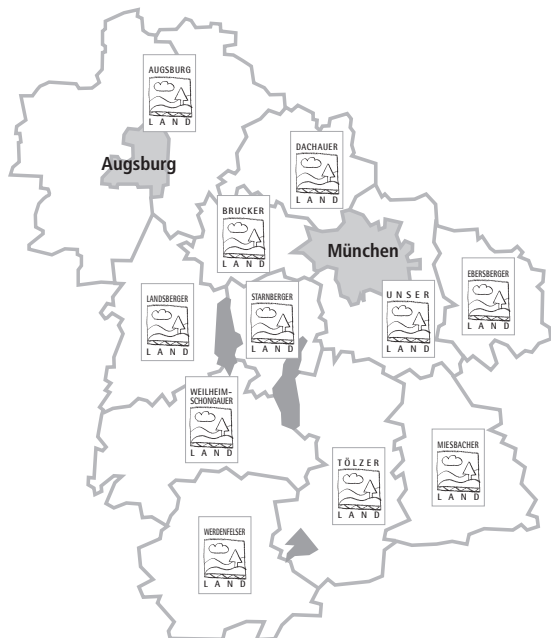 AUGSBURG
LAND
Augsburg
DACHAUER
LAND
BRUCKER
LAND
München
EBERSBERGER
LAND
LANDSBERGER
LAND
STARNBERGER
LAND
UNSER
LAND
WEILHEIM-
SCHONGAUER
LAND
MIESBACHER
LAND
TÖLZER
LAND
WERDENFELSER
LAND